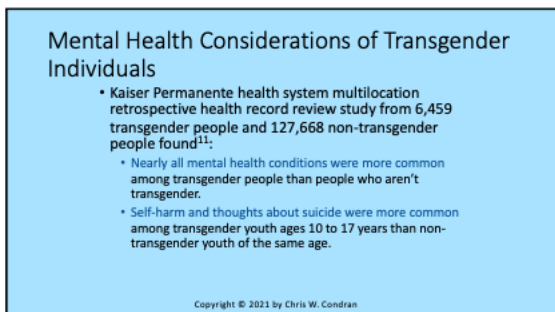 Mental Health Considerations of Transgender
Individuals
• Kaiser Permanente health system multilocation
retrospective health record review study from 6,459
transgender people and 127,668 non-transgender
people found¹¹:
• Nearly all mental health conditions were more common
among transgender people than people who aren't
transgender.
• Self-harm and thoughts about suicide were more common
among transgender youth ages 10 to 17 years than non-
transgender youth of the same age.
Copyright © 2021 by Chris W. Condran